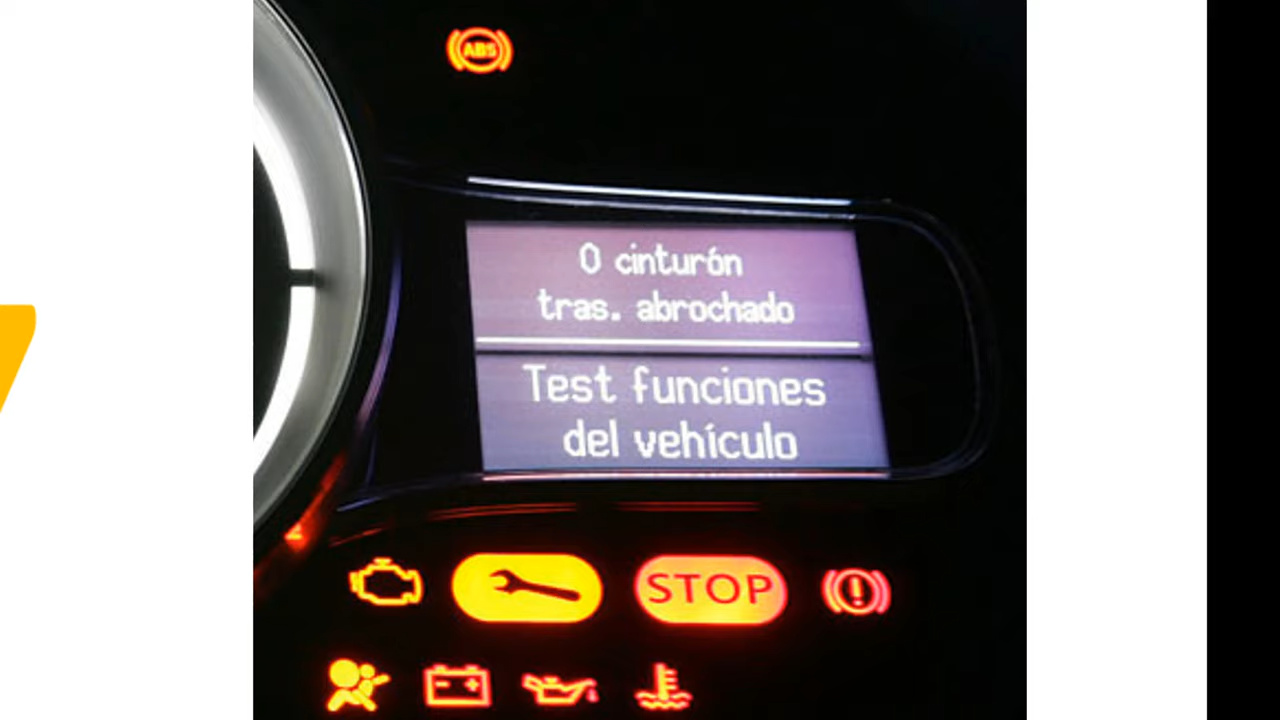 ABS
0 cinturón
tras. abrochado
Test funciones
del vehículo
STOP